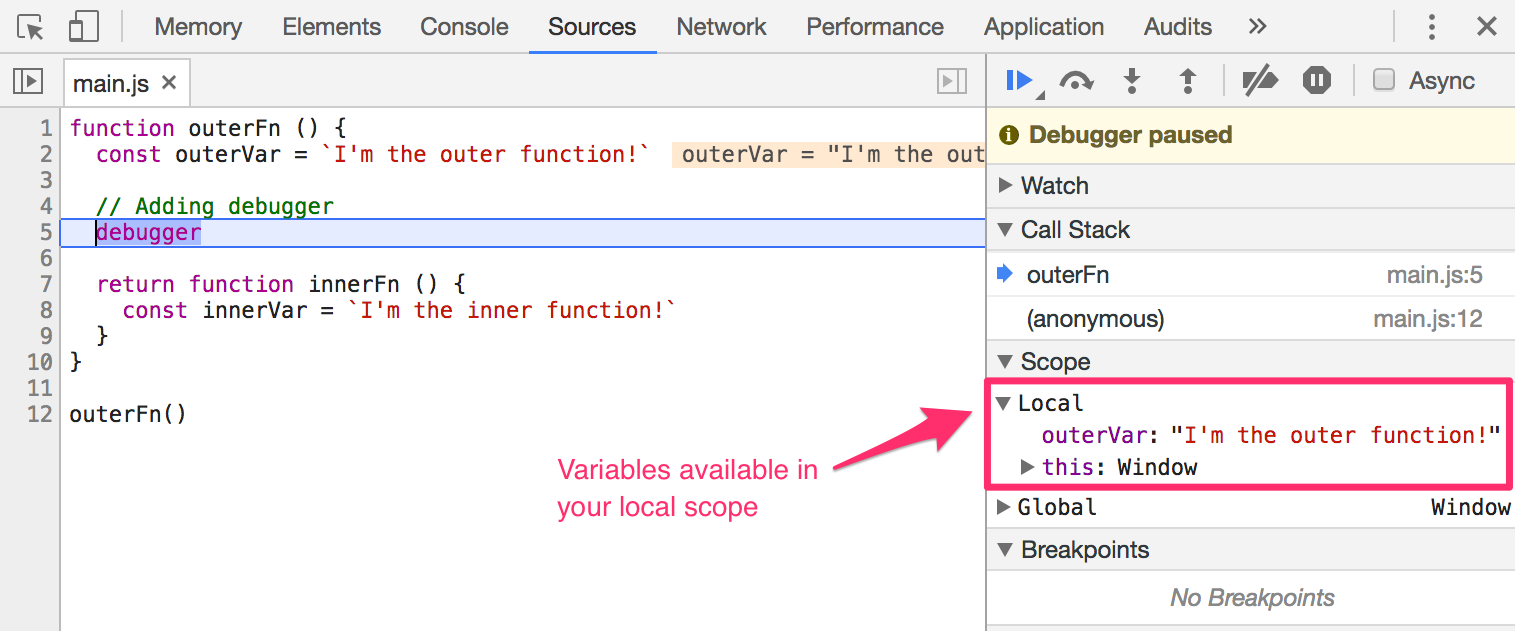 Memory Elements Console Sources Network Performance Application Audits »
main.js ×
Async
1 function outerFn () {
2 const outerVar = `I'm the outer function!` outerVar = "I'm the out
3
4 // Adding debugger
5 debugger
6
7 return function innerFn () {
8 const innerVar = `I'm the inner function!`
9 }
10 }
11
12 outerFn()
Variables available in
your local scope
Debugger paused
Watch
Call Stack
outerFn main.js:5
(anonymous) main.js:12
Scope
Local
outerVar: "I'm the outer function!"
this: Window
Global Window
Breakpoints
No Breakpoints